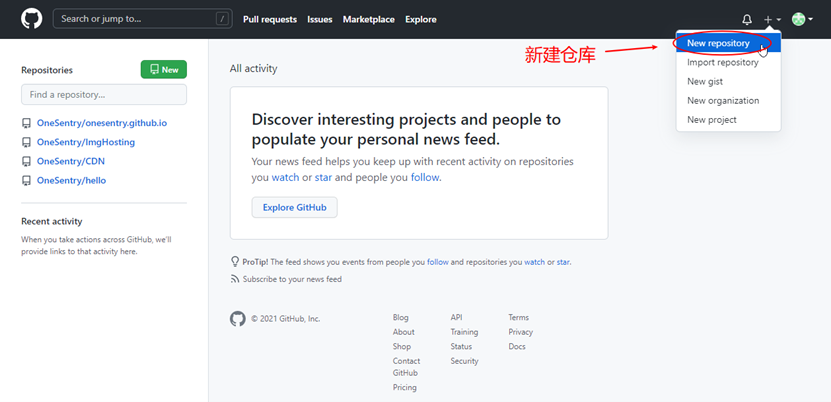 Search or jump to...
/
Pull requests
Issues
Marketplace
Explore
新建仓库
New repository
Import repository
New gist
New organization
New project
Repositories
New
Find a repository...
OneSentry/onesentry.github.io
OneSentry/ImgHosting
OneSentry/CDN
OneSentry/hello
Recent activity
When you take actions across GitHub, we'll
provide links to that activity here.
All activity
Discover interesting projects and people to
populate your personal news feed.
Your news feed helps you keep up with recent activity on repositories
you watch or star and people you follow.
Explore GitHub
ProTip! The feed shows you events from people you follow and repositories you watch or star.
Subscribe to your news feed
© 2021 GitHub, Inc.
Blog
About
Shop
Contact
GitHub
Pricing
API
Training
Status
Security
Terms
Privacy
Docs